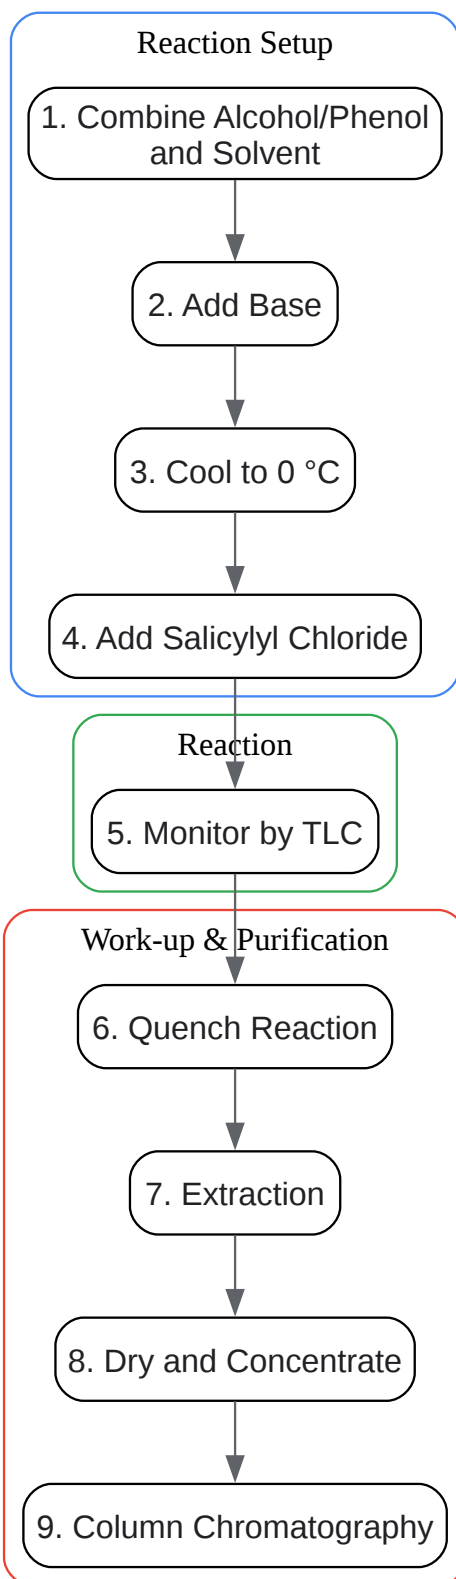 Reaction Setup
1. Combine Alcohol/Phenol
and Solvent
2. Add Base
3. Cool to 0 °C
4. Add Salicylyl Chloride
Reaction
5. Monitor by TLC
Work-up & Purification
6. Quench Reaction
7. Extraction
8. Dry and Concentrate
9. Column Chromatography